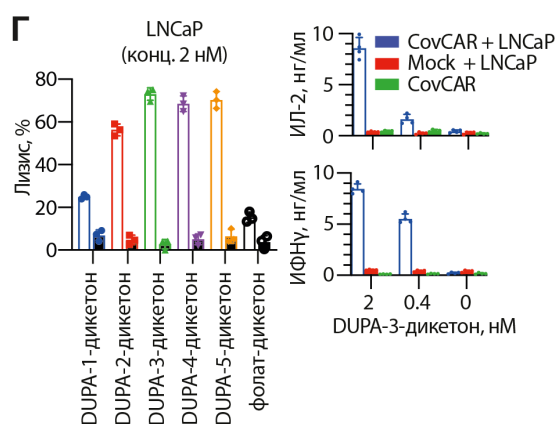 Г
LNCaP
(конц. 2 нМ)
Лизис, %
80
60
40
20
0
DUPA-1-дикетон
DUPA-2-дикетон
DUPA-3-дикетон
DUPA-4-дикетон
DUPA-5-дикетон
фолат-дикетон
ИЛ-2, нг/мл
10
5
0
CovCAR + LNCaP
Mock + LNCaP
CovCAR
ИФНγ, нг/мл
10
5
0
2 0.4 0
DUPA-3-дикетон, нМ